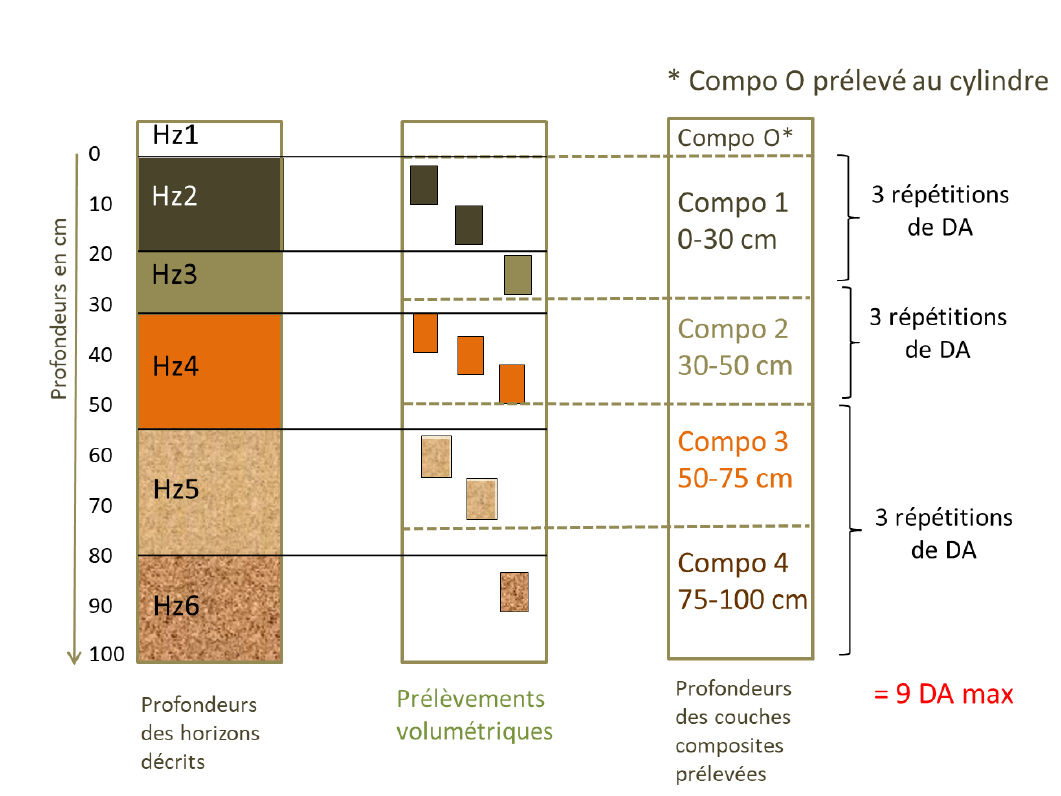 * Compo O prélevé au cylindre
Profondeurs en cm
0
10
20
30
40
50
60
70
80
90
100
Hz1
Hz2
Hz3
Hz4
Hz5
Hz6
Compo O*
Compo 1
0-30 cm
Compo 2
30-50 cm
Compo 3
50-75 cm
Compo 4
75-100 cm
3 répétitions
de DA
3 répétitions
de DA
3 répétitions
de DA
= 9 DA max
Profondeurs
des horizons
décrits
Prélèvements
volumétriques
Profondeurs
des couches
composites
prélevées